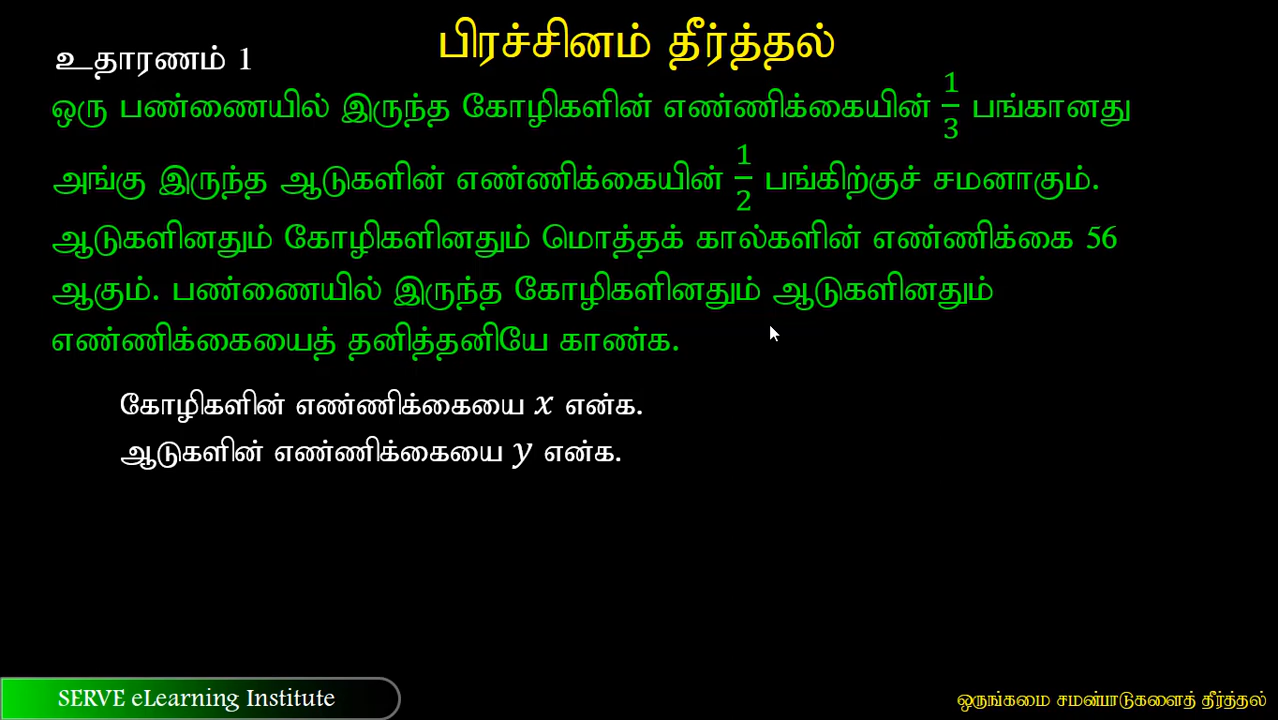 பிரச்சினம் தீர்த்தல்
உதாரணம் 1
ஒரு பண்ணையில் இருந்த கோழிகளின் எண்ணிக்கையின் 1/3 பங்கானது
அங்கு இருந்த ஆடுகளின் எண்ணிக்கையின் 1/2 பங்கிற்குச் சமனாகும்.
ஆடுகளினதும் கோழிகளினதும் மொத்தக் கால்களின் எண்ணிக்கை 56
ஆகும். பண்ணையில் இருந்த கோழிகளினதும் ஆடுகளினதும்
எண்ணிக்கையைத் தனித்தனியே காண்க.
கோழிகளின் எண்ணிக்கையை x என்க.
ஆடுகளின் எண்ணிக்கையை y என்க.
SERVE eLearning Institute
ஒருங்கமை சமன்பாடுகளைத் தீர்த்தல்